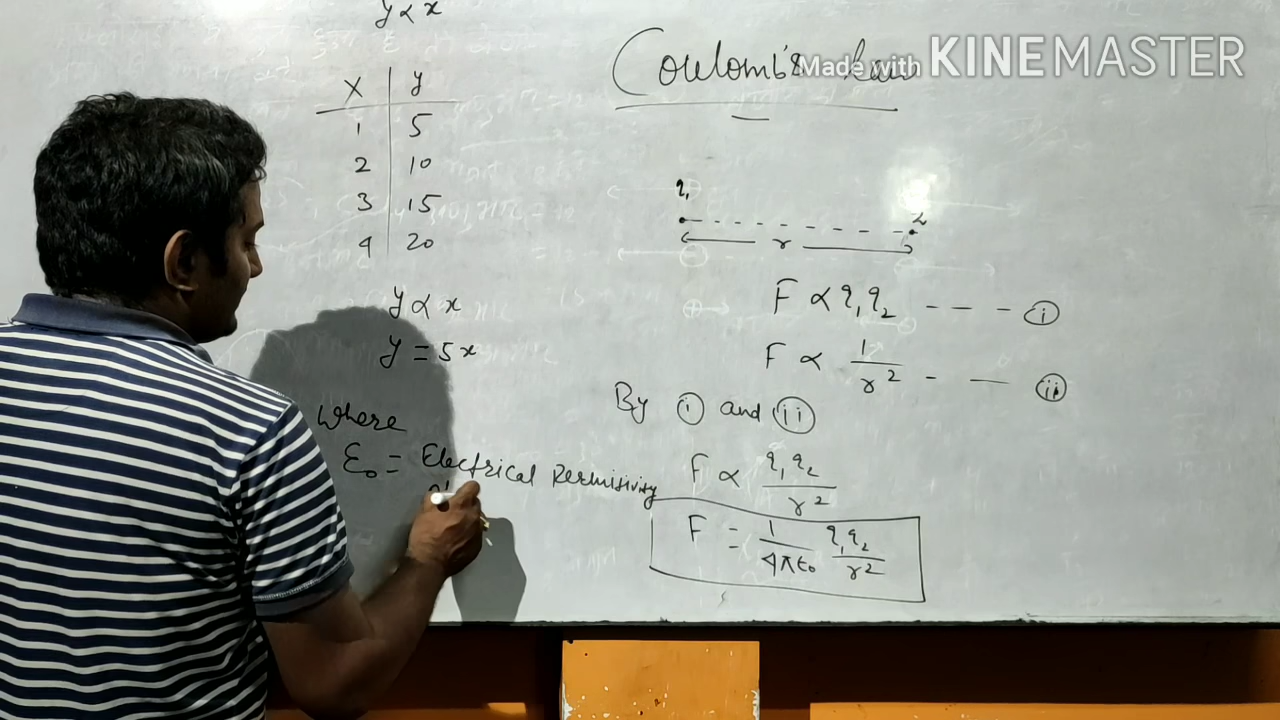 y ∝ x
x y
1 5
2 10
3 15
4 20
y ∝ x
y = 5x
Where
ε₀ = Electrical Permisivity
Coulomb's Law
Made with KINEMASTER
q₁
r
F ∝ q₁q₂ - - - (i)
F ∝ 1/r² - - (ii)
By (i) and (ii)
F ∝ q₁q₂/r²
F = 1/4πε₀ q₁q₂/r²